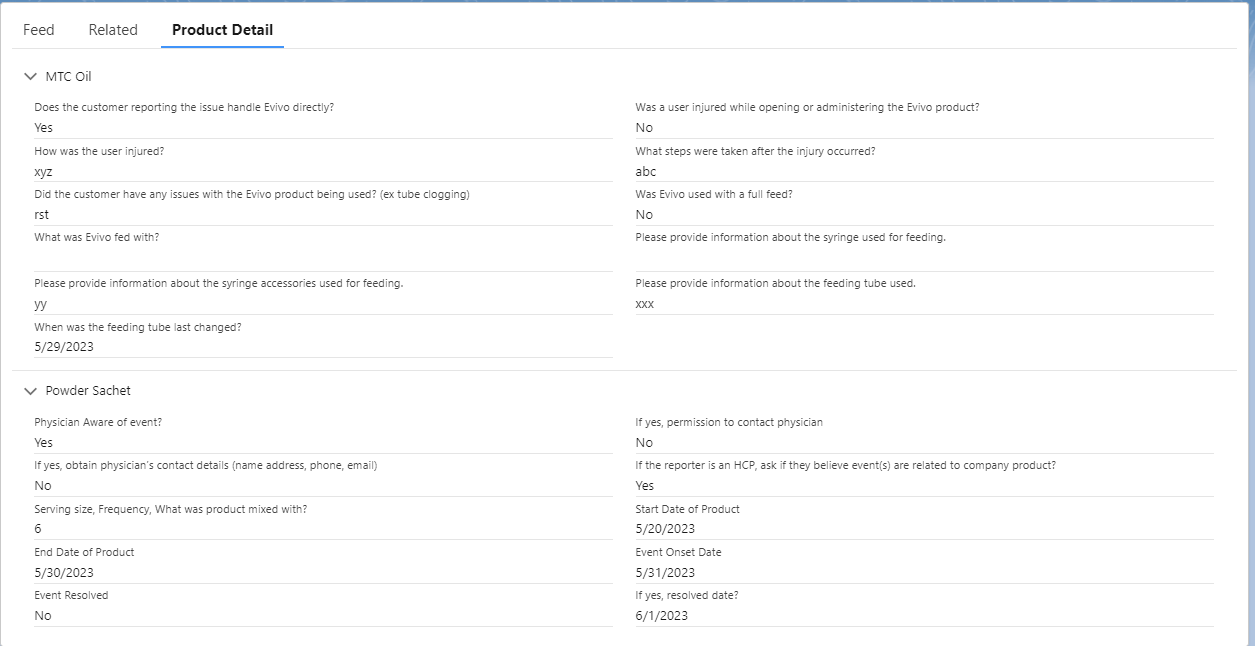 Feed Related Product Detail
MTC Oil
Does the customer reporting the issue handle Evivo directly? Was a user injured while opening or administering the Evivo product?
Yes No
How was the user injured? What steps were taken after the injury occurred?
xyz abc
Did the customer have any issues with the Evivo product being used? (ex tube clogging) Was Evivo used with a full feed?
rst No
What was Evivo fed with? Please provide information about the syringe used for feeding.
Please provide information about the syringe accessories used for feeding. Please provide information about the feeding tube used.
yy xxx
When was the feeding tube last changed?
5/29/2023
Powder Sachet
Physician Aware of event? If yes, permission to contact physician
Yes No
If yes, obtain physician's contact details (name address, phone, email) If the reporter is an HCP, ask if they believe event(s) are related to company product?
No Yes
Serving size, Frequency, What was product mixed with? Start Date of Product
6 5/20/2023
End Date of Product Event Onset Date
5/30/2023 5/31/2023
Event Resolved If yes, resolved date?
No 6/1/2023